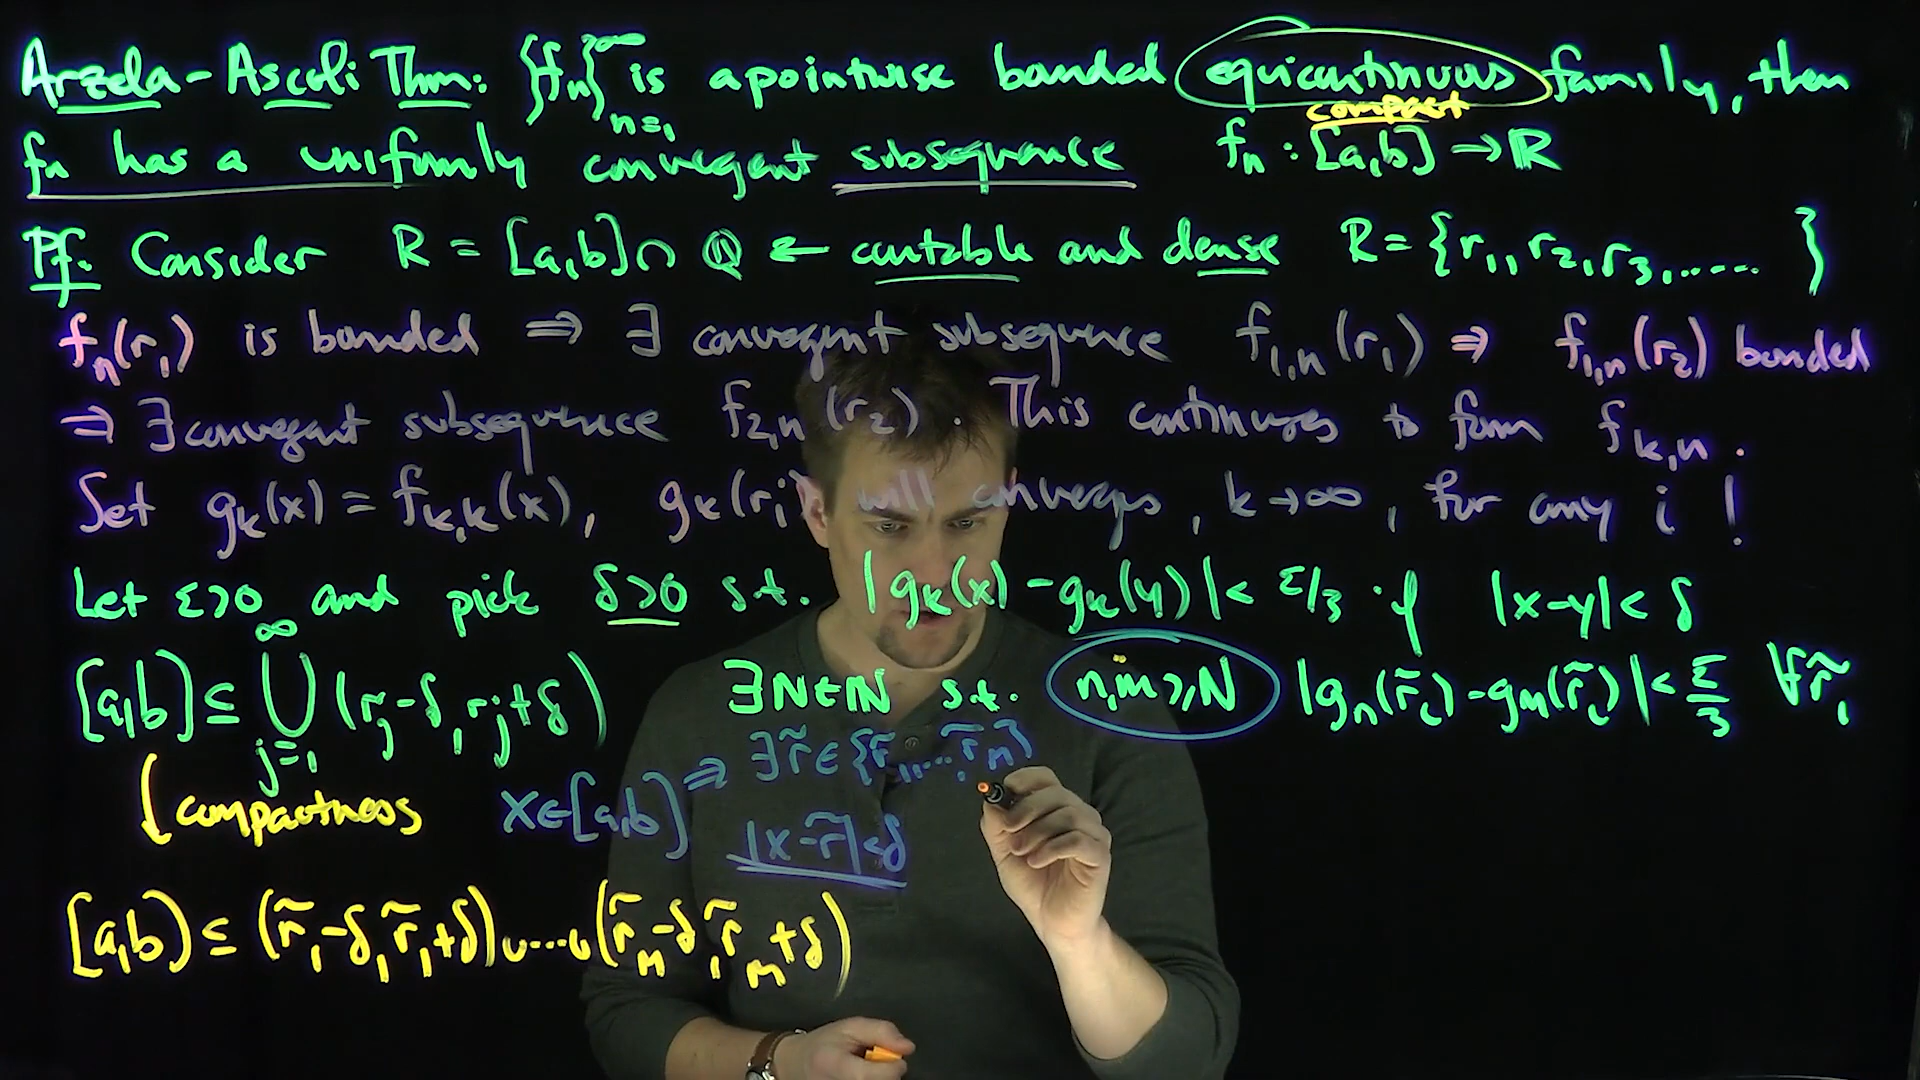 Arzela-Ascoli Thm: {fn}_{n=1}^∞ is a pointwise bounded equicontinuous family, then
compact
fn has a uniformly convergent subsequence fn : [a,b] → ℝ
Pf: Consider R = [a,b] ∩ ℚ ← countable and dense R = {r1, r2, r3, ..... }
fn(r1) is bounded ⇒ ∃ convergent subsequence f1,n(r1) ⇒ f1,n(r2) bounded
⇒ ∃ convergent subsequence f2,n(r2). This continues to form fk,n.
Set gk(x) = fk,k(x), gk(ri) will converges, k→∞, for any i !
Let ε>0 and pick δ>0 s.t. |gk(x) - gk(y)| < ε/3 if |x-y| < δ
[a,b] ⊆ ⋃_{j=1}^∞ (rj-δ, rj+δ) ∃N∈ℕ s.t. n,m ≥ N |gn(r̃i) - gm(r̃i)| < ε/3 ∀ r̃i
compactness x∈[a,b] ⇒ ∃ r̃ ∈ {r̃1, ..., r̃m}
|x-r̃| < δ
[a,b] ⊆ (r̃1-δ, r̃1+δ) ∪ ... ∪ (r̃m-δ, r̃m+δ)